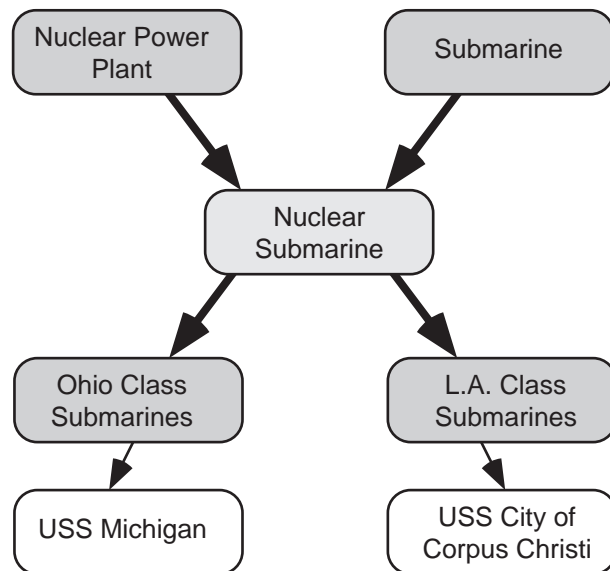 Nuclear Power
Plant
Submarine
Nuclear
Submarine
Ohio Class
Submarines
L.A. Class
Submarines
USS Michigan
USS City of
Corpus Christi